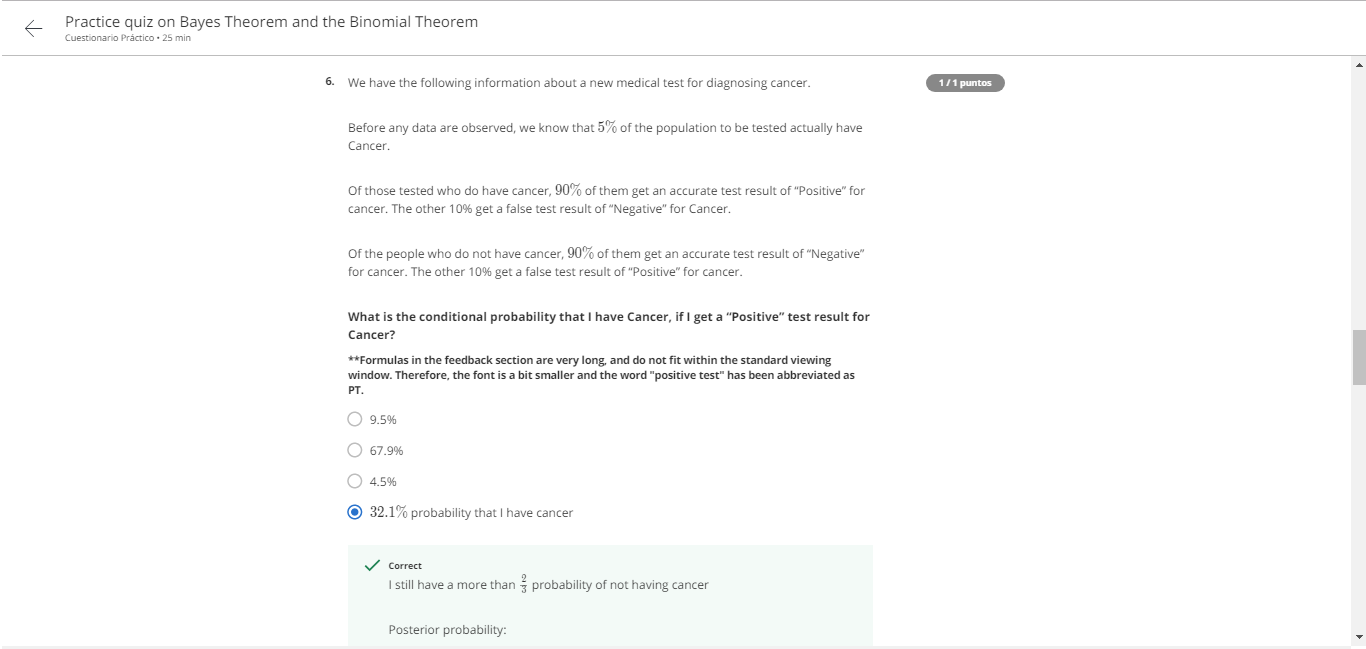 Practice quiz on Bayes Theorem and the Binomial Theorem
Cuestionario Práctico • 25 min
6. We have the following information about a new medical test for diagnosing cancer.
1 / 1 puntos
Before any data are observed, we know that 5% of the population to be tested actually have
Cancer.
Of those tested who do have cancer, 90% of them get an accurate test result of “Positive” for
cancer. The other 10% get a false test result of “Negative” for Cancer.
Of the people who do not have cancer, 90% of them get an accurate test result of “Negative”
for cancer. The other 10% get a false test result of “Positive” for cancer.
What is the conditional probability that I have Cancer, if I get a “Positive” test result for
Cancer?
**Formulas in the feedback section are very long, and do not fit within the standard viewing
window. Therefore, the font is a bit smaller and the word "positive test" has been abbreviated as
PT.
9.5%
67.9%
4.5%
32.1% probability that I have cancer
Correct
I still have a more than 2/3 probability of not having cancer
Posterior probability: